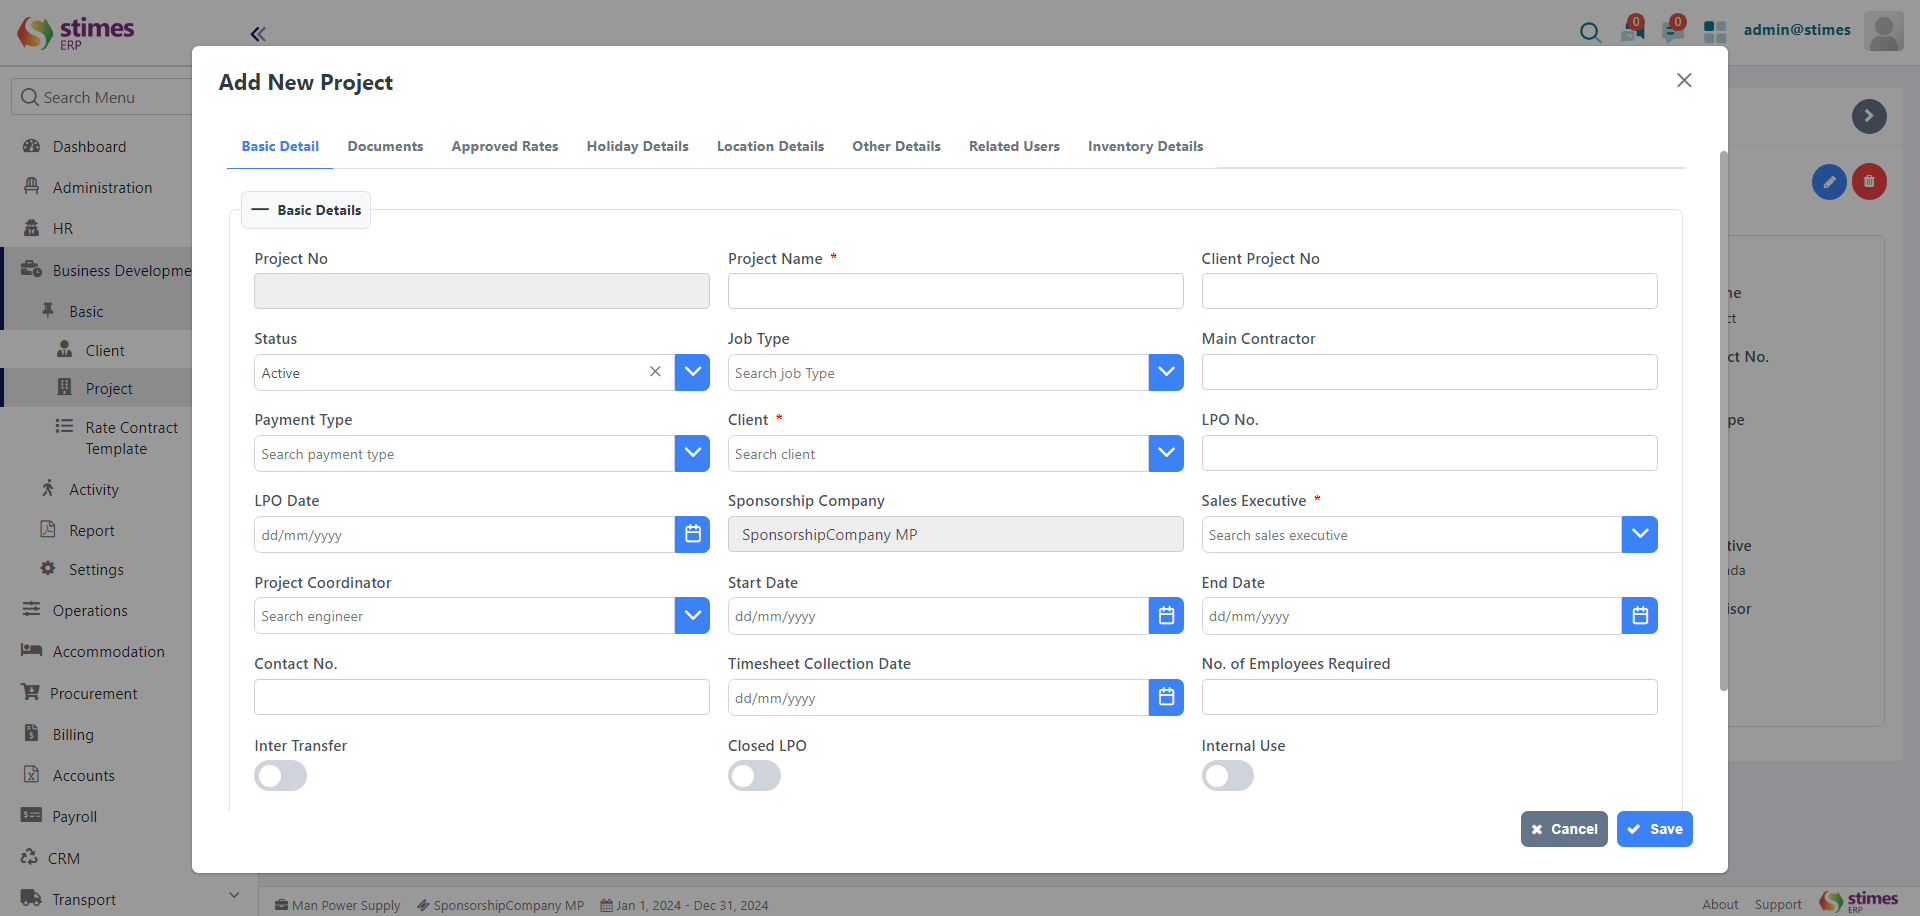 stimes
ERP
0
0
admin@stimes
Search Menu
Dashboard
Administration
HR
Business Developme
Basic
Client
Project
Rate Contract
Template
Activity
Report
Settings
Operations
Accommodation
Procurement
Billing
Accounts
Payroll
CRM
Transport
Add New Project
Basic Detail Documents Approved Rates Holiday Details Location Details Other Details Related Users Inventory Details
Basic Details
Project No Project Name * Client Project No
Status Job Type Main Contractor
Active Search job Type
Payment Type Client * LPO No.
Search payment type Search client
LPO Date Sponsorship Company Sales Executive *
dd/mm/yyyy SponsorshipCompany MP Search sales executive
Project Coordinator Start Date End Date
Search engineer dd/mm/yyyy dd/mm/yyyy
Contact No. Timesheet Collection Date No. of Employees Required
dd/mm/yyyy
Inter Transfer Closed LPO Internal Use
Cancel Save
ne
ct
ct No.
pe
tive
da
isor
Man Power Supply SponsorshipCompany MP Jan 1, 2024 - Dec 31, 2024
About Support stimes
ERP